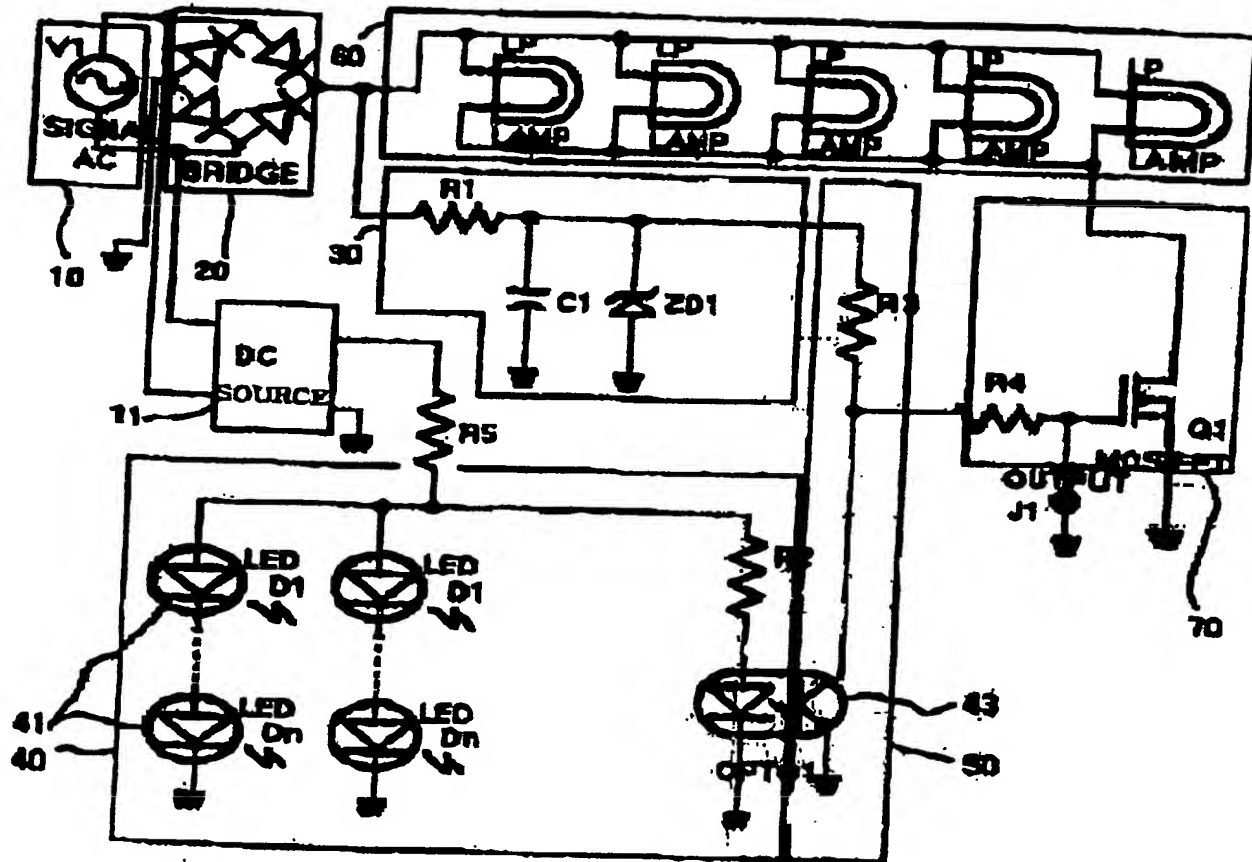 V1
SIGNAL
AC
10
BRIDGE
20
60
LP
LAMP
LP
LAMP
LP
LAMP
LP
LAMP
LP
LAMP
R1
30
C1
ZD1
R3
DC
SOURCE
R5
R4
Q1
MOSFET
OUTPUT
J1
70
LED
D1
LED
D1
R2
41
40
LED
Dn
LED
Dn
OPTO1
43
50